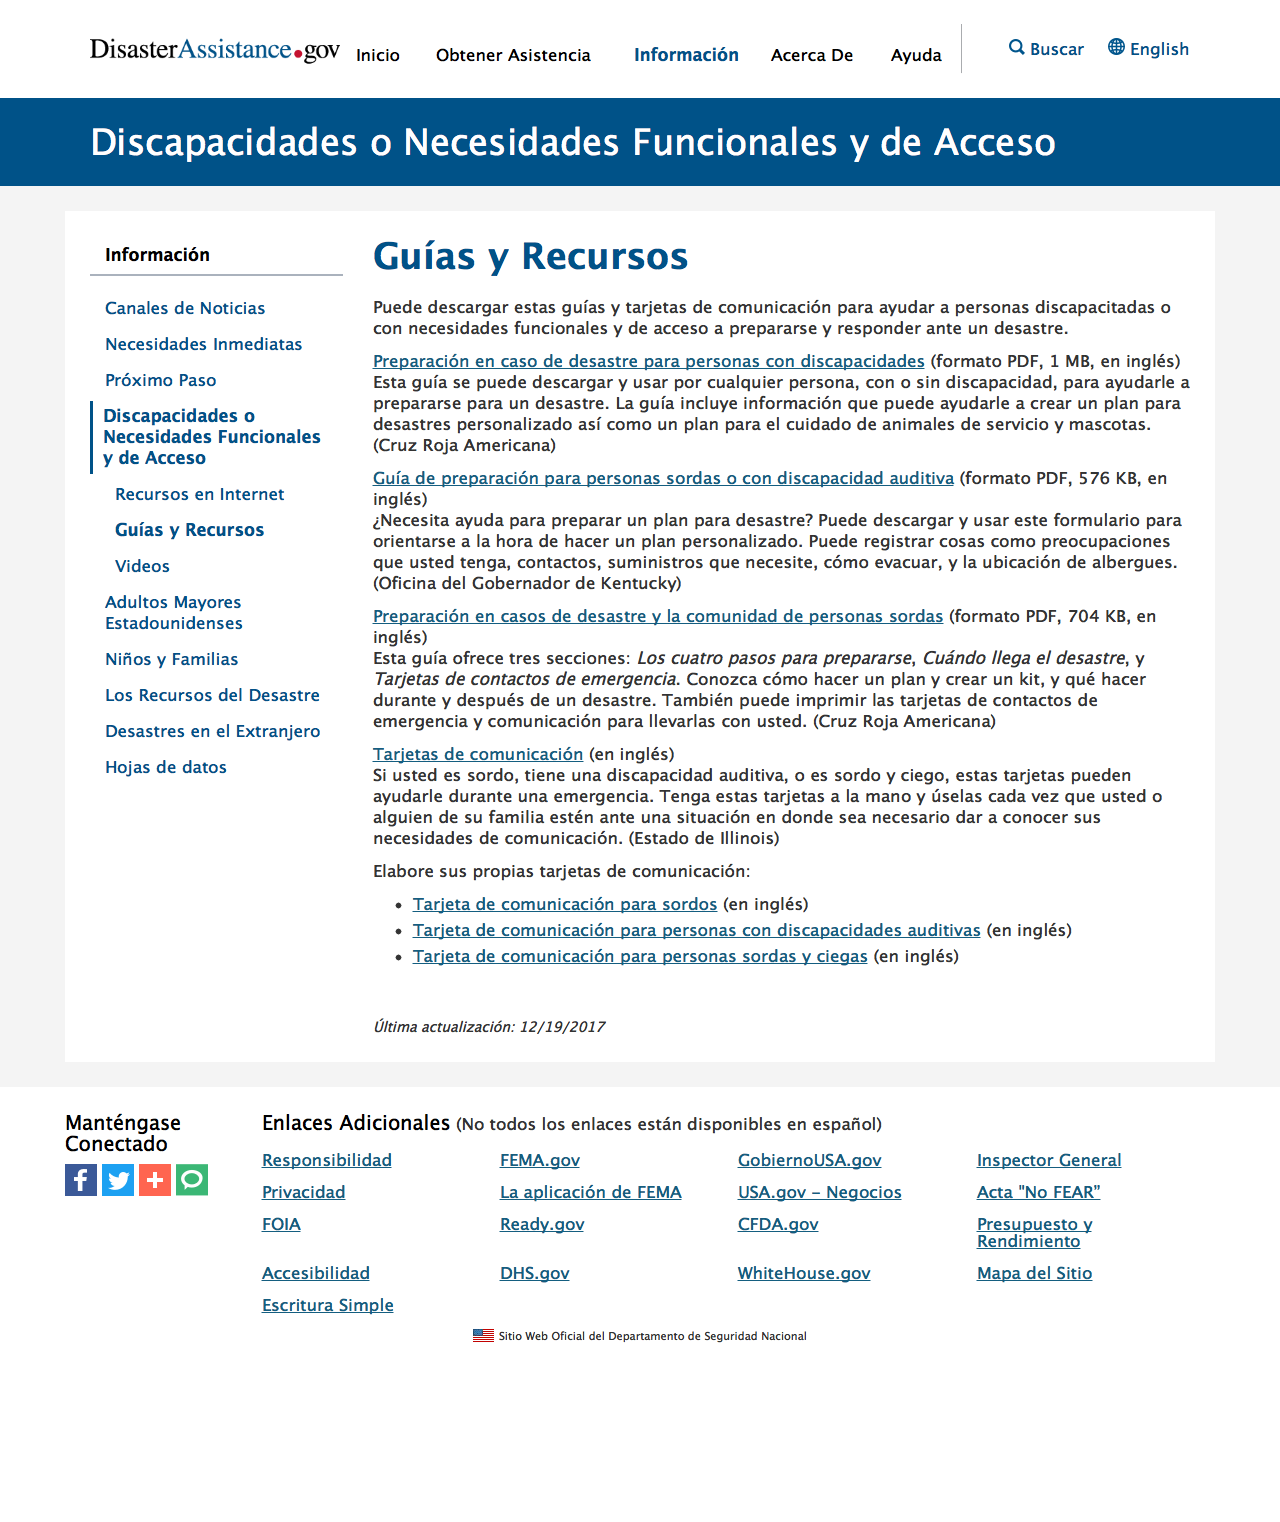 DisasterAssistance.gov
Inicio
Obtener Asistencia
Información
Acerca De
Ayuda
Buscar
English
Discapacidades o Necesidades Funcionales y de Acceso
Información
Canales de Noticias
Necesidades Inmediatas
Próximo Paso
Discapacidades o
Necesidades Funcionales
y de Acceso
Recursos en Internet
Guías y Recursos
Videos
Adultos Mayores
Estadounidenses
Niños y Familias
Los Recursos del Desastre
Desastres en el Extranjero
Hojas de datos
Guías y Recursos
Puede descargar estas guías y tarjetas de comunicación para ayudar a personas discapacitadas o
con necesidades funcionales y de acceso a prepararse y responder ante un desastre.
Preparación en caso de desastre para personas con discapacidades (formato PDF, 1 MB, en inglés)
Esta guía se puede descargar y usar por cualquier persona, con o sin discapacidad, para ayudarle a
prepararse para un desastre. La guía incluye información que puede ayudarle a crear un plan para
desastres personalizado así como un plan para el cuidado de animales de servicio y mascotas.
(Cruz Roja Americana)
Guía de preparación para personas sordas o con discapacidad auditiva (formato PDF, 576 KB, en
inglés)
¿Necesita ayuda para preparar un plan para desastre? Puede descargar y usar este formulario para
orientarse a la hora de hacer un plan personalizado. Puede registrar cosas como preocupaciones
que usted tenga, contactos, suministros que necesite, cómo evacuar, y la ubicación de albergues.
(Oficina del Gobernador de Kentucky)
Preparación en casos de desastre y la comunidad de personas sordas (formato PDF, 704 KB, en
inglés)
Esta guía ofrece tres secciones: Los cuatro pasos para prepararse, Cuándo llega el desastre, y
Tarjetas de contactos de emergencia. Conozca cómo hacer un plan y crear un kit, y qué hacer
durante y después de un desastre. También puede imprimir las tarjetas de contactos de
emergencia y comunicación para llevarlas con usted. (Cruz Roja Americana)
Tarjetas de comunicación (en inglés)
Si usted es sordo, tiene una discapacidad auditiva, o es sordo y ciego, estas tarjetas pueden
ayudarle durante una emergencia. Tenga estas tarjetas a la mano y úselas cada vez que usted o
alguien de su familia estén ante una situación en donde sea necesario dar a conocer sus
necesidades de comunicación. (Estado de Illinois)
Elabore sus propias tarjetas de comunicación:
• Tarjeta de comunicación para sordos (en inglés)
• Tarjeta de comunicación para personas con discapacidades auditivas (en inglés)
• Tarjeta de comunicación para personas sordas y ciegas (en inglés)
Última actualización: 12/19/2017
Manténgase
Conectado
Enlaces Adicionales (No todos los enlaces están disponibles en español)
Responsibilidad
FEMA.gov
GobiernoUSA.gov
Inspector General
Privacidad
La aplicación de FEMA
USA.gov – Negocios
Acta "No FEAR”
FOIA
Ready.gov
CFDA.gov
Presupuesto y
Rendimiento
Accesibilidad
DHS.gov
WhiteHouse.gov
Mapa del Sitio
Escritura Simple
Sitio Web Oficial del Departamento de Seguridad Nacional